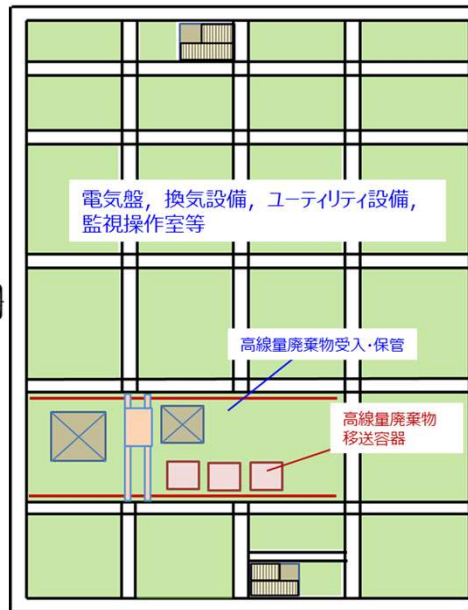 電気盤，換気設備，ユーティリティ設備，
監視操作室等
高線量廃棄物受入・保管
高線量廃棄物
移送容器